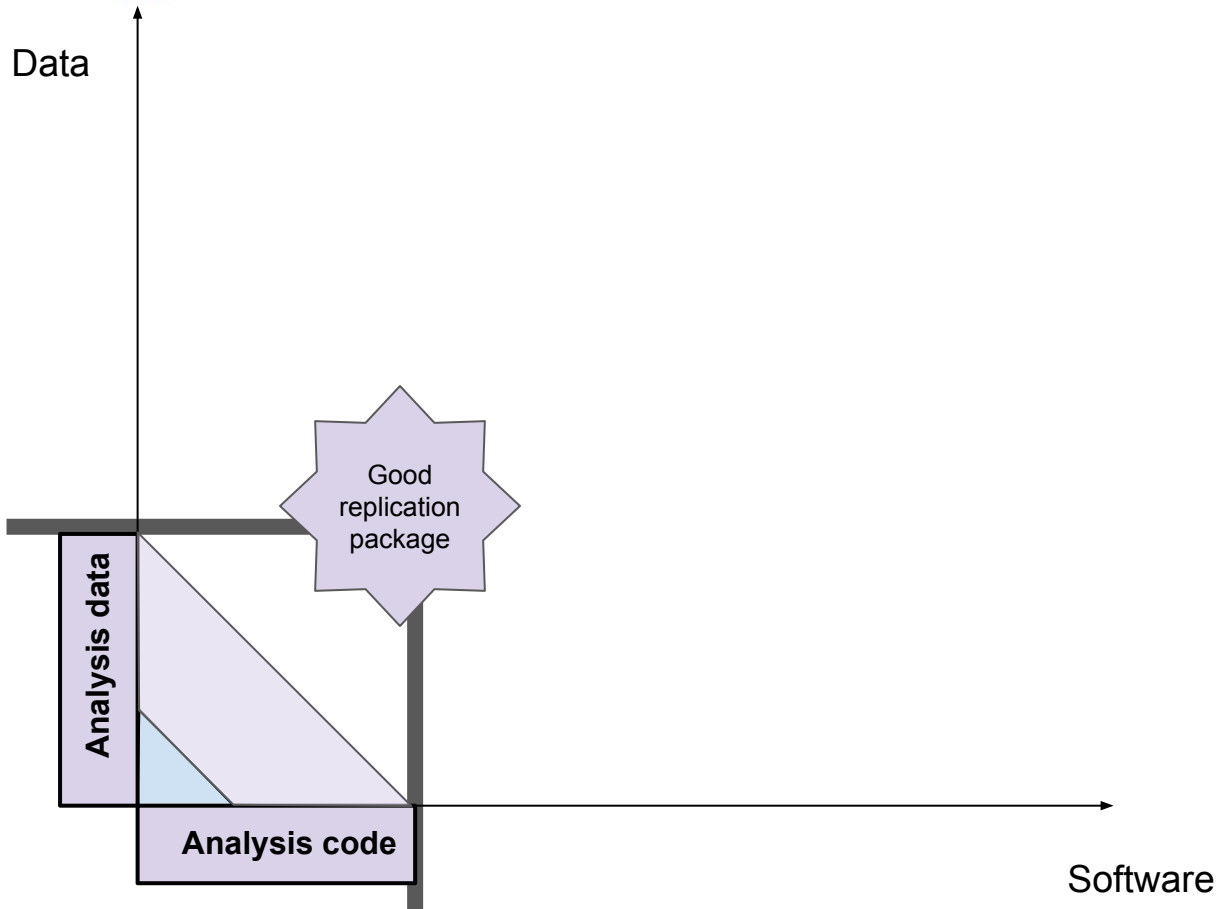 Data
Good
replication
package
Analysis data
Analysis code
Software